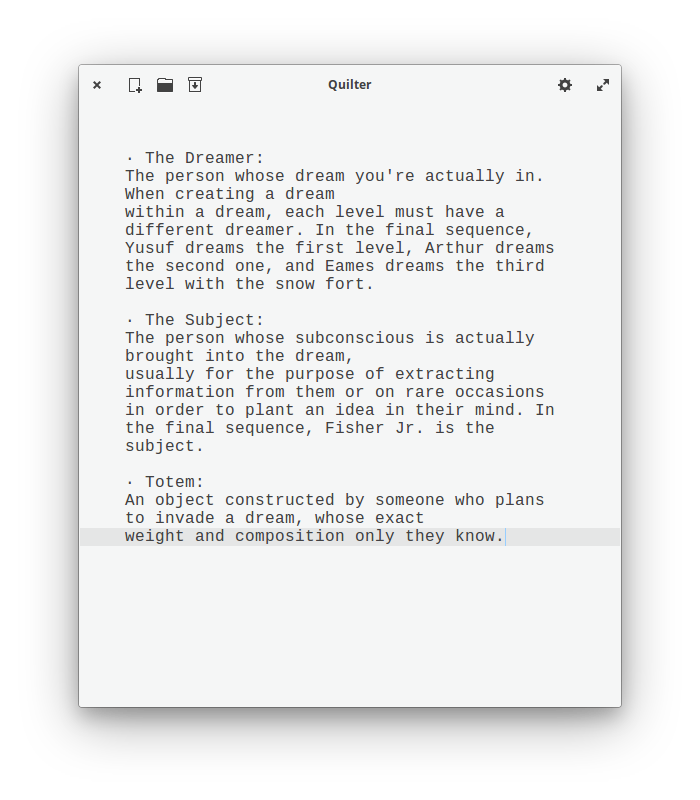 Quilter
· The Dreamer:
The person whose dream you're actually in.
When creating a dream
within a dream, each level must have a
different dreamer. In the final sequence,
Yusuf dreams the first level, Arthur dreams
the second one, and Eames dreams the third
level with the snow fort.
· The Subject:
The person whose subconscious is actually
brought into the dream,
usually for the purpose of extracting
information from them or on rare occasions
in order to plant an idea in their mind. In
the final sequence, Fisher Jr. is the
subject.
· Totem:
An object constructed by someone who plans
to invade a dream, whose exact
weight and composition only they know.